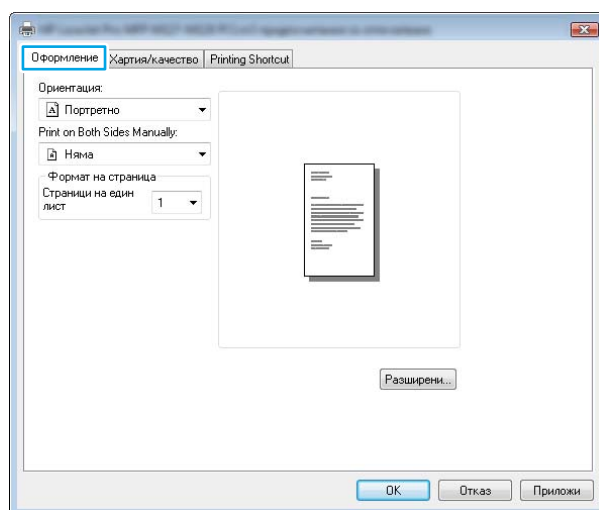 Оформление Хартия/качество Printing Shortcut
Ориентация:
Портретно
Print on Both Sides Manually:
Няма
Формат на страница
Страници на един
лист
1
Разширени...
OK Отказ Приложи